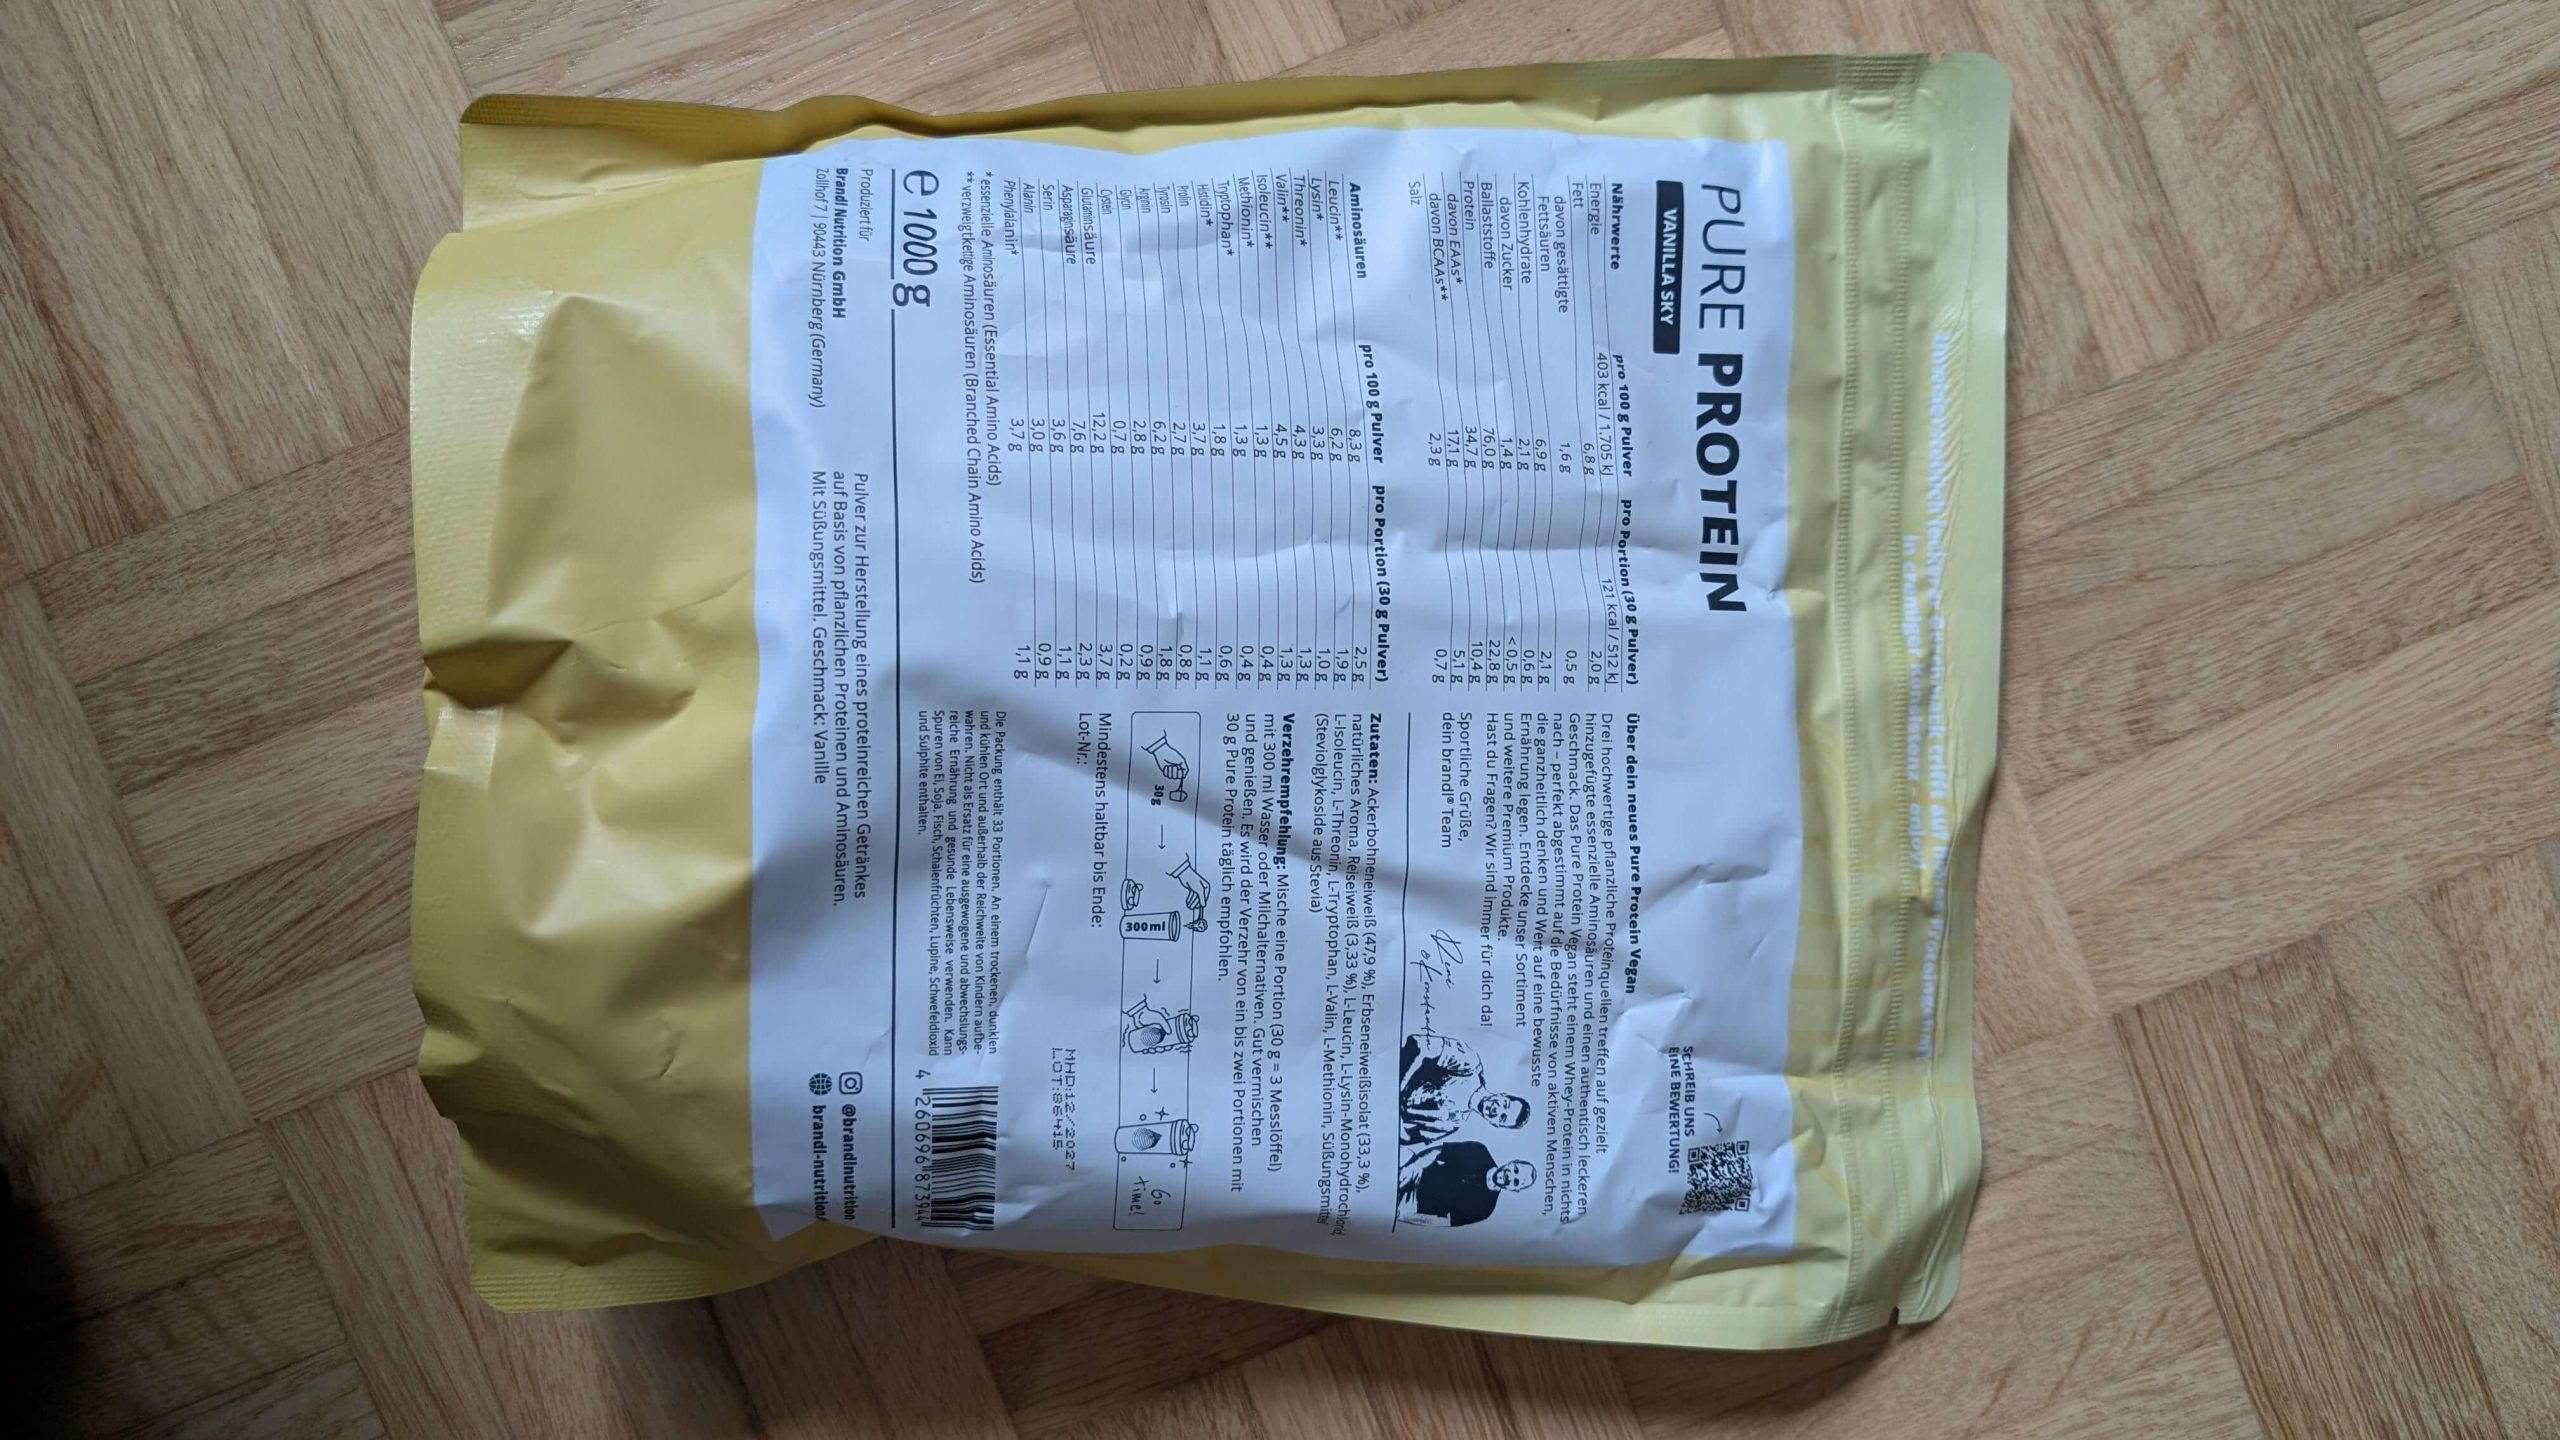 PURE PROTEIN
VANILLA SKY
SCHREIB UNS
EINE BEWERTUNG!
Nährwerte pro 100 g Pulver pro Portion (30 g Pulver)
Energie 403 kcal / 1.705 kJ 121 kcal / 512 kJ
Fett 6,8 g 2,0 g
davon gesättigte
Fettsäuren 1,6 g 0,5 g
Kohlenhydrate 6,9 g 2,1 g
davon Zucker 2,1 g 0,6 g
Ballaststoffe 1,4 g <0,5 g
Protein 76,0 g 22,8 g
davon EAAs* 34,7 g 10,4 g
davon BCAAs** 17,1 g 5,1 g
Salz 2,3 g 0,7 g
Aminosäuren pro 100 g Pulver pro Portion (30 g Pulver)
Leucin** 8,3 g 2,5 g
Lysin* 6,2 g 1,9 g
Threonin* 3,3 g 1,0 g
Valin** 4,3 g 1,3 g
Isoleucin** 4,5 g 1,3 g
Methionin* 1,3 g 0,4 g
Tryptophan* 1,3 g 0,4 g
Histidin* 1,8 g 0,6 g
Prolin 3,7 g 1,1 g
Tyrosin 2,7 g 0,8 g
Arginin 6,2 g 1,8 g
Glycin 2,8 g 0,9 g
Cystein 0,7 g 0,2 g
Glutaminsäure 12,2 g 3,7 g
Asparaginsäure 7,6 g 2,3 g
Serin 3,6 g 1,1 g
Alanin 3,0 g 0,9 g
Phenylalanin* 3,7 g 1,1 g
* essenzielle Aminosäuren (Essential Amino Acids)
** verzweigtkettige Aminosäuren (Branched Chain Amino Acids)
Über dein neues Pure Protein Vegan
Drei hochwertige pflanzliche Proteinquellen treffen auf gezielt
hinzugefügte essenzielle Aminosäuren und einen authentisch leckeren
Geschmack. Das Pure Protein Vegan steht einem Whey-Protein in nichts
nach – perfekt abgestimmt auf die Bedürfnisse von aktiven Menschen,
die ganzheitlich denken und Wert auf eine bewusste
Ernährung legen. Entdecke unser Sortiment
und weitere Premium Produkte.
Hast du Fragen? Wir sind immer für dich da!
Sportliche Grüße,
dein brandl® Team
Zutaten: Ackerbohneneiweiß (47,9 %), Erbseneiweißisolat (33,3 %),
natürliches Aroma, Reiseiweiß (3,33 %), L-Leucin, L-Lysin-Monohydrochlorid,
L-Isoleucin, L-Threonin, L-Tryptophan, L-Valin, L-Methionin, Süßungsmittel
(Steviolglykoside aus Stevia)
Verzehrempfehlung: Mische eine Portion (30 g = 3 Messlöffel)
mit 300 ml Wasser oder Milchalternativen. Gut vermischen
und genießen. Es wird der Verzehr von ein bis zwei Portionen mit
30 g Pure Protein täglich empfohlen.
30g
300 ml
Go
time!
Mindestens haltbar bis Ende:
Lot-Nr.:
MHD:12/2027
LOT:86415
Die Packung enthält 33 Portionen. An einem trockenen, dunklen
und kühlen Ort und außerhalb der Reichweite von Kindern aufbe-
wahren. Nicht als Ersatz für eine ausgewogene und abwechslungs-
reiche Ernährung und gesunde Lebensweise verwenden. Kann
Spuren von Ei, Soja, Fisch, Schalenfrüchten, Lupine, Schwefeldioxid
und Sulphite enthalten.
4 260696 873944
e 1000 g
Produziert für
Brandl Nutrition GmbH
Zollhof 7 | 90443 Nürnberg (Germany)
Pulver zur Herstellung eines proteinreichen Getränkes
auf Basis von pflanzlichen Proteinen und Aminosäuren.
Mit Süßungsmittel. Geschmack: Vanille
@brandlnutrition
brandl-nutrition